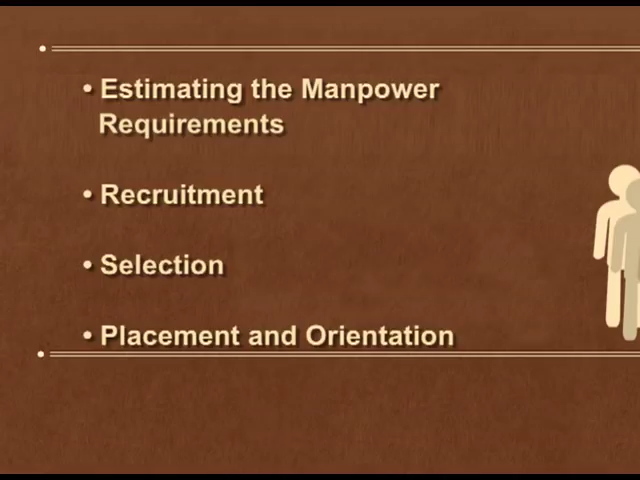 • Estimating the Manpower
Requirements
• Recruitment
• Selection
• Placement and Orientation